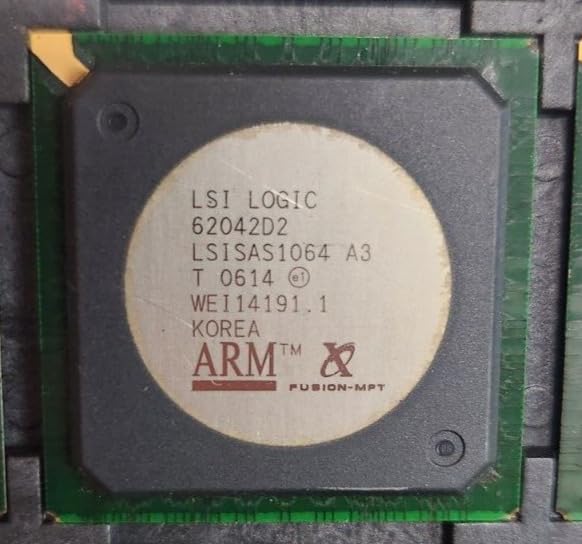 LSI LOGIC
62042D2
LSISAS1064 A3
T 0614 e1
WEI14191.1
KOREA
ARM™
FUSION-MPT